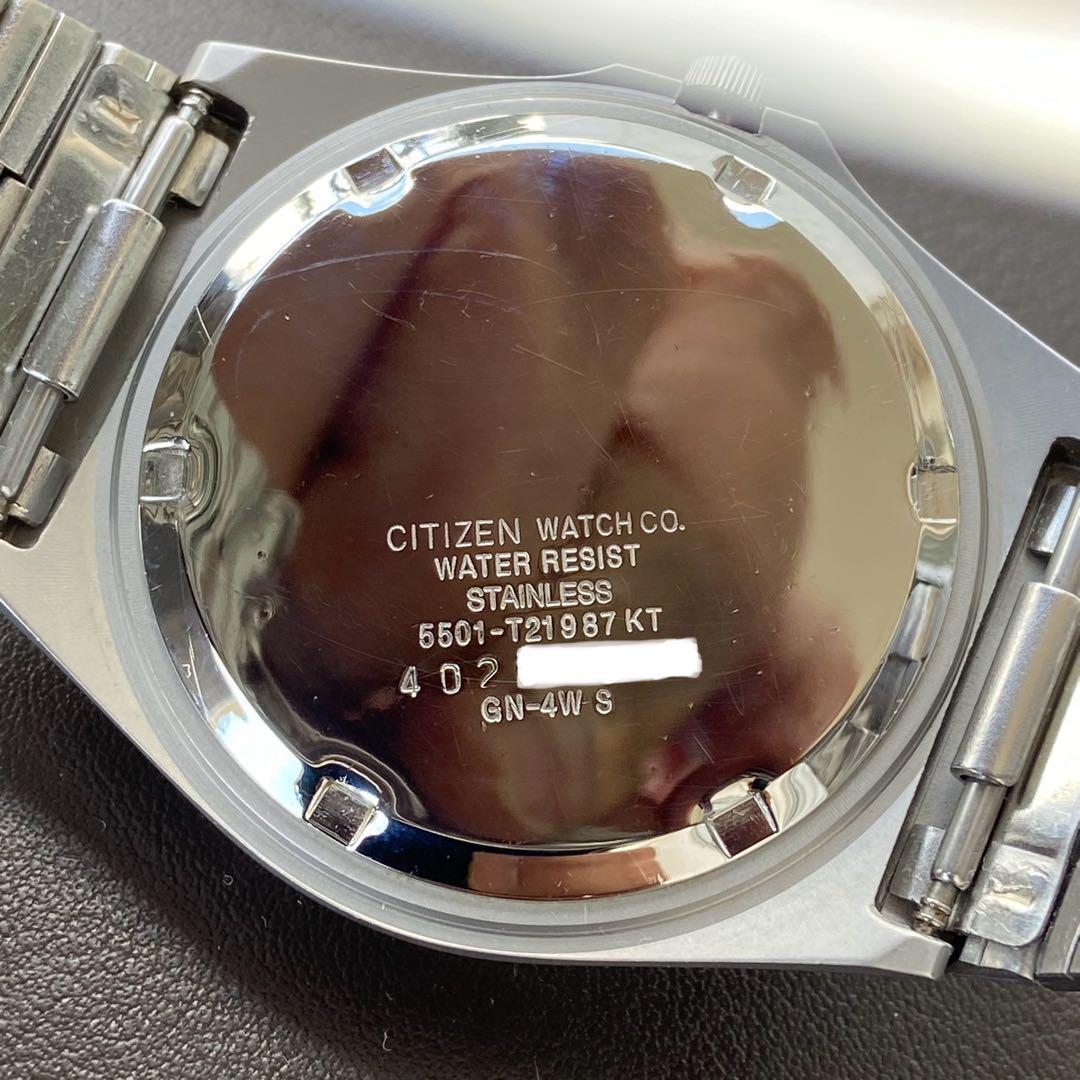 CITIZEN WATCH CO.
WATER RESIST
STAINLESS
5501-T21987 KT
402
GN-4W S